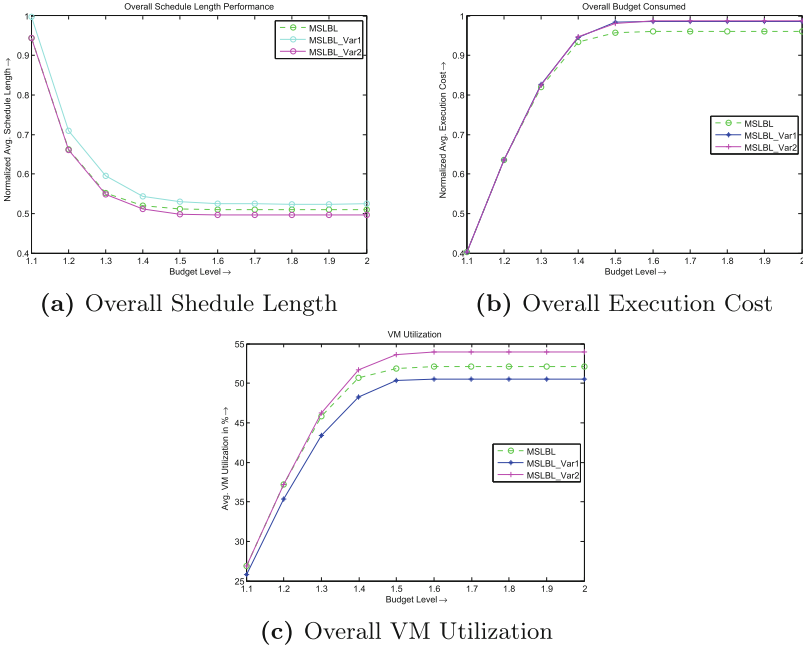 Overall Schedule Length Performance
Normalized Avg. Schedule Length→
1
0.9
0.8
0.7
0.6
0.5
0.4
1.1 1.2 1.3 1.4 1.5 1.6 1.7 1.8 1.9 2
Budget Level→
MSLBL
MSLBL_Var1
MSLBL_Var2
(a) Overall Shedule Length
Overall Budget Consumed
Normalized Avg. Execution Cost→
1
0.9
0.8
0.7
0.6
0.5
0.4
1.1 1.2 1.3 1.4 1.5 1.6 1.7 1.8 1.9 2
Budget Level→
MSLBL
MSLBL_Var1
MSLBL_Var2
(b) Overall Execution Cost
VM Utilization
Avg. VM Utilization in %→
55
50
45
40
35
30
25
1.1 1.2 1.3 1.4 1.5 1.6 1.7 1.8 1.9 2
Budget Level→
MSLBL
MSLBL_Var1
MSLBL_Var2
(c) Overall VM Utilization